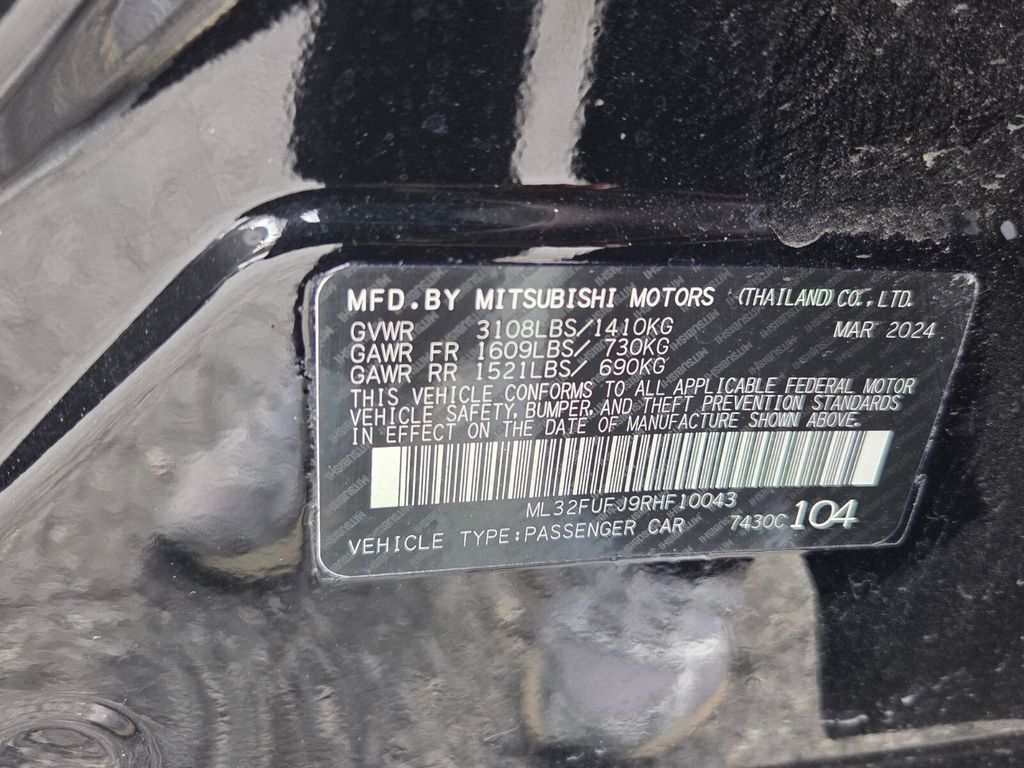 MFD.BY MITSUBISHI MOTORS (THAILAND) CO.,LTD.
GVWR 3108LBS/1410KG MAR 2024
GAWR FR 1609LBS/ 730KG
GAWR RR 1521LBS/ 690KG
THIS VEHICLE CONFORMS TO ALL APPLICABLE FEDERAL MOTOR
VEHICLE SAFETY, BUMPER, AND THEFT PREVENTION STANDARDS
IN EFFECT ON THE DATE OF MANUFACTURE SHOWN ABOVE.
ML32FUFJ9RHF10043
VEHICLE TYPE:PASSENGER CAR 7430C 104